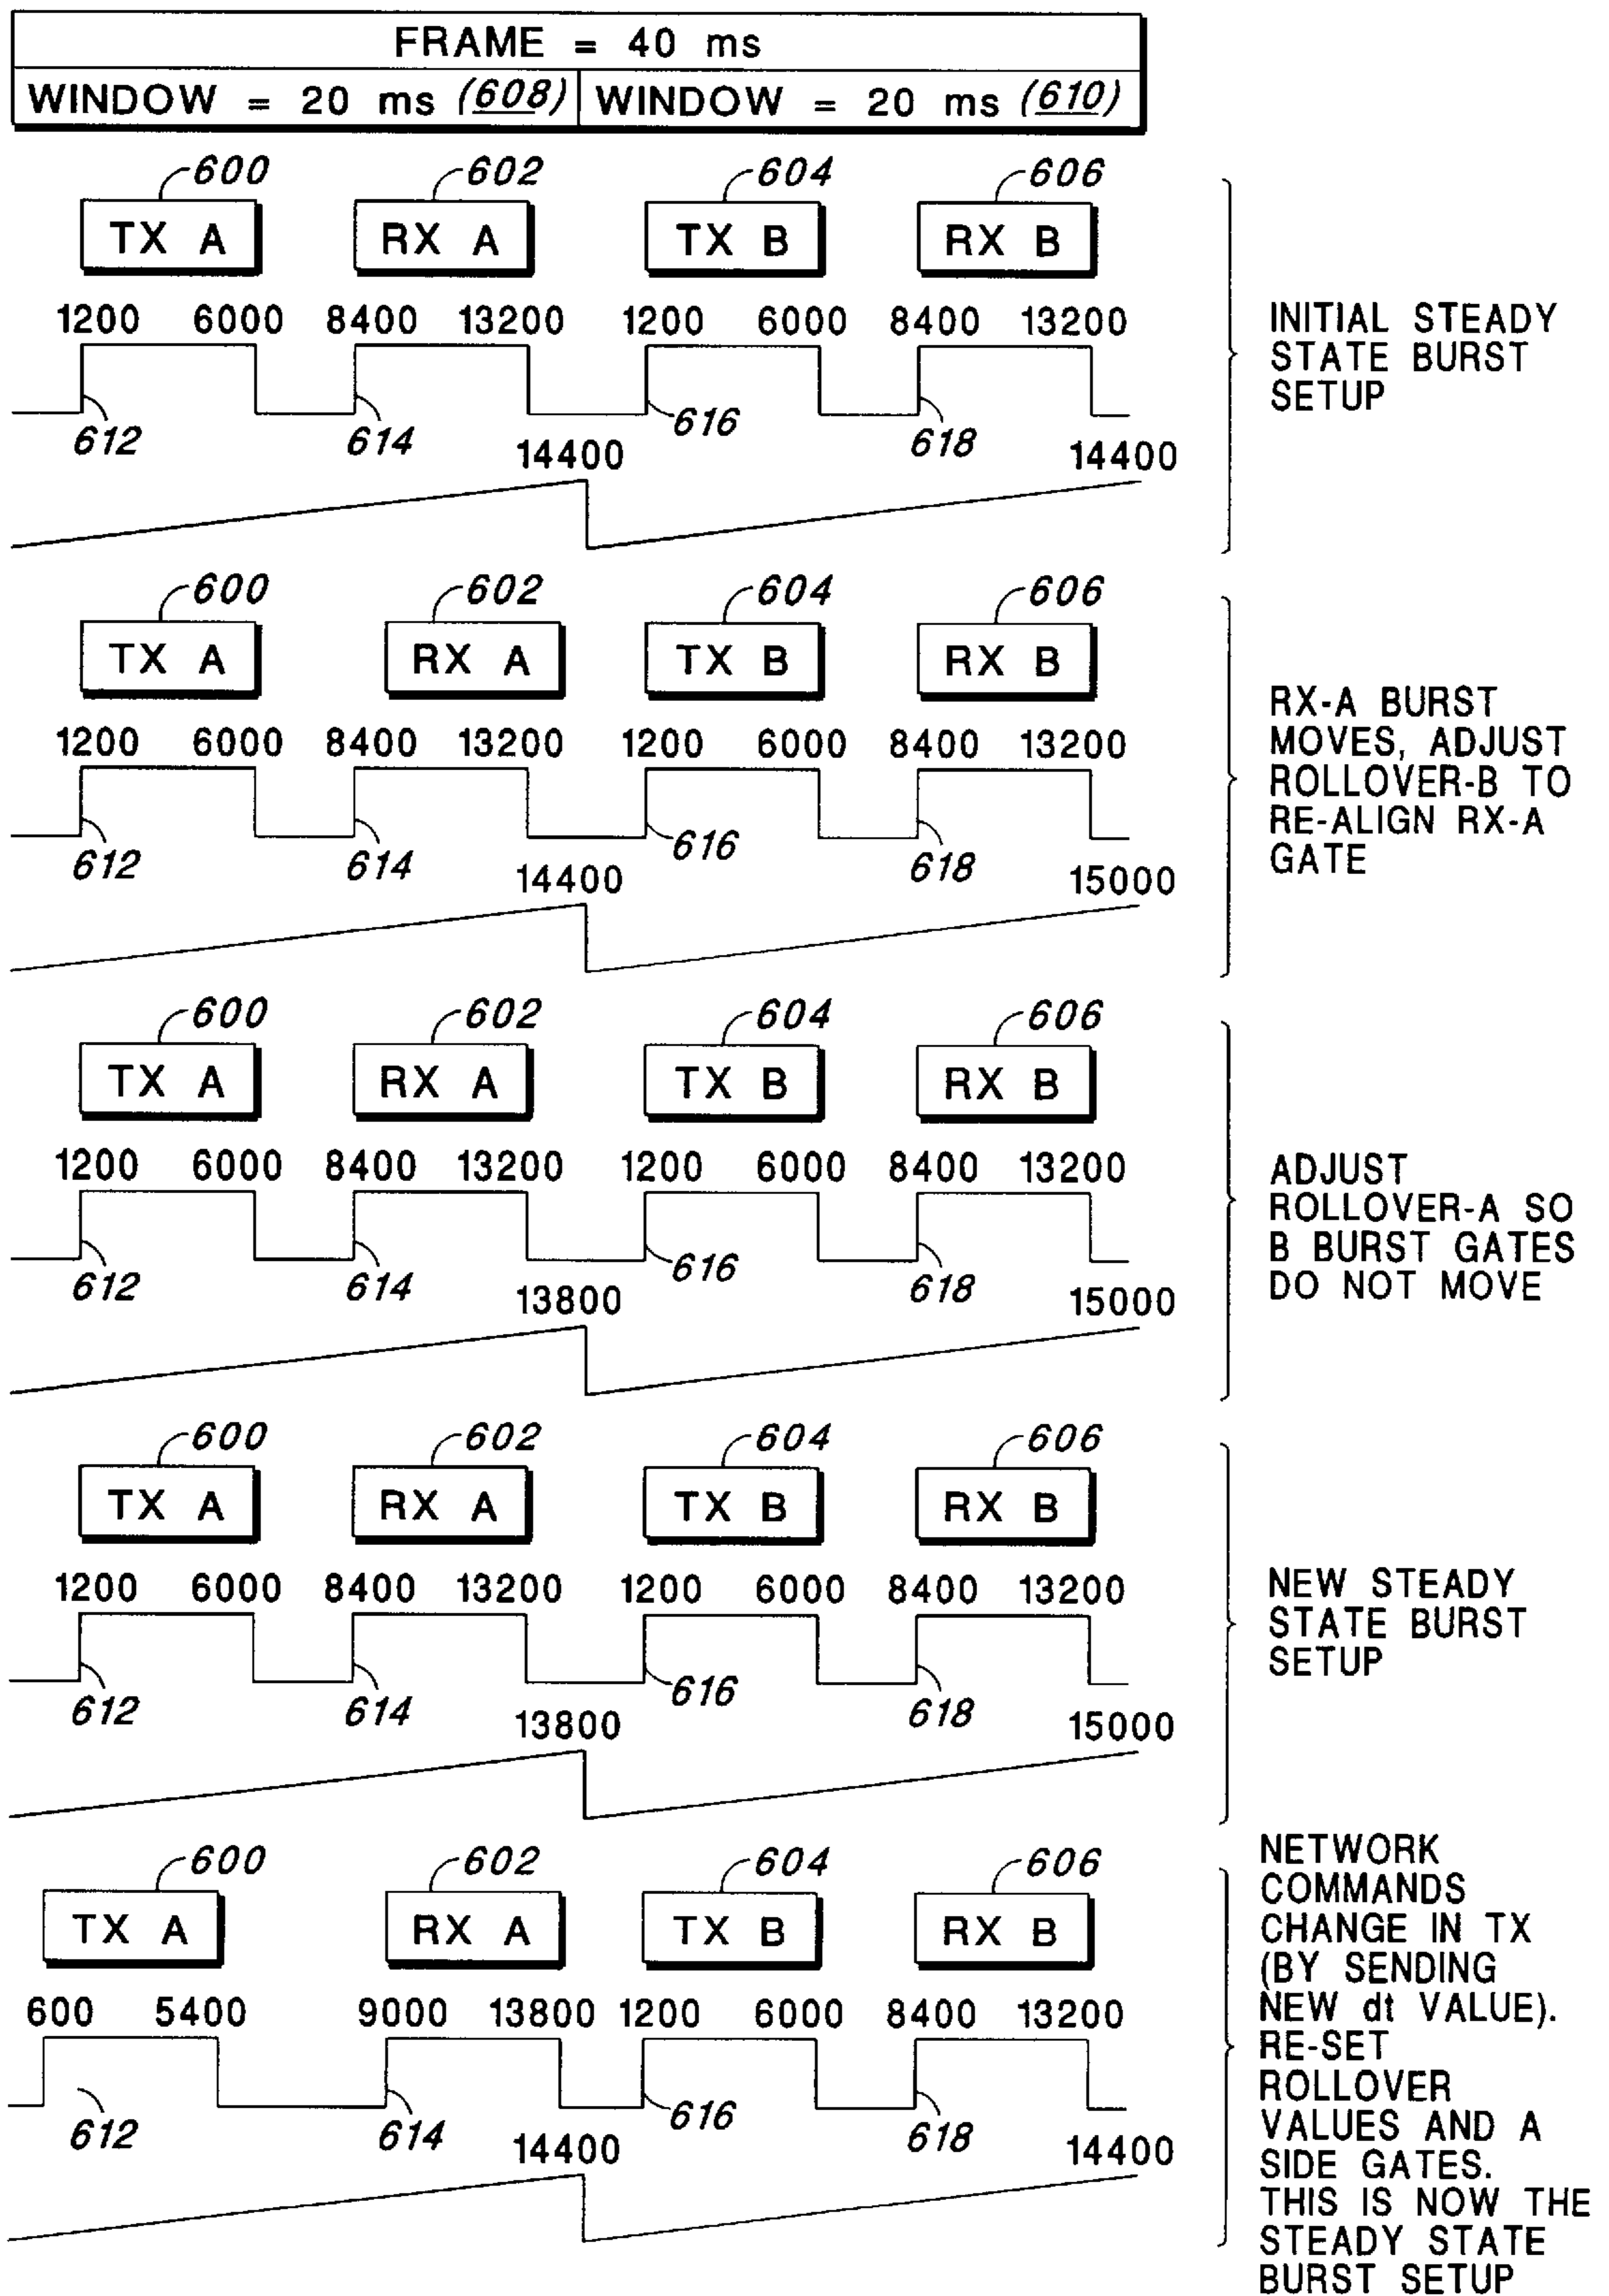 FRAME = 40 ms
WINDOW = 20 ms (608) WINDOW = 20 ms (610)
600 602 604 606
TX A RX A TX B RX B
1200 6000 8400 13200 1200 6000 8400 13200
612 614 616 618
14400 14400
INITIAL STEADY
STATE BURST
SETUP
600 602 604 606
TX A RX A TX B RX B
1200 6000 8400 13200 1200 6000 8400 13200
612 614 616 618
14400 15000
RX-A BURST
MOVES, ADJUST
ROLLOVER-B TO
RE-ALIGN RX-A
GATE
600 602 604 606
TX A RX A TX B RX B
1200 6000 8400 13200 1200 6000 8400 13200
612 614 616 618
13800 15000
ADJUST
ROLLOVER-A SO
B BURST GATES
DO NOT MOVE
600 602 604 606
TX A RX A TX B RX B
1200 6000 8400 13200 1200 6000 8400 13200
612 614 616 618
13800 15000
NEW STEADY
STATE BURST
SETUP
600 602 604 606
TX A RX A TX B RX B
600 5400 9000 13800 1200 6000 8400 13200
612 614 616 618
14400 14400
NETWORK
COMMANDS
CHANGE IN TX
(BY SENDING
NEW dt VALUE).
RE-SET
ROLLOVER
VALUES AND A
SIDE GATES.
THIS IS NOW THE
STEADY STATE
BURST SETUP